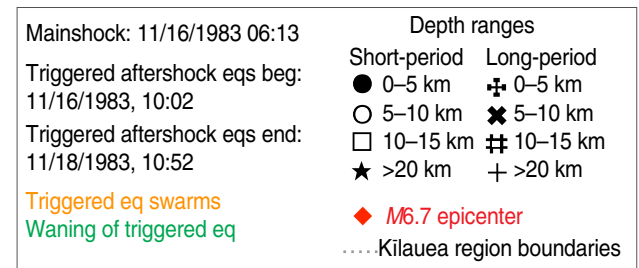 Mainshock: 11/16/1983 06:13
Triggered aftershock eqs beg:
11/16/1983, 10:02
Triggered aftershock eqs end:
11/18/1983, 10:52
Triggered eq swarms
Waning of triggered eq
Depth ranges
Short-period Long-period
0–5 km 0–5 km
5–10 km 5–10 km
10–15 km 10–15 km
>20 km >20 km
M6.7 epicenter
Kīlauea region boundaries